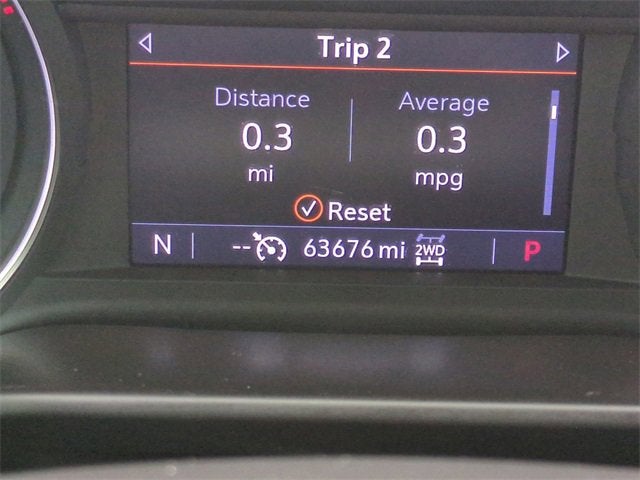 Trip 2
Distance Average
0.3 0.3
mi mpg
Reset
N -- 63676 mi 2WD P